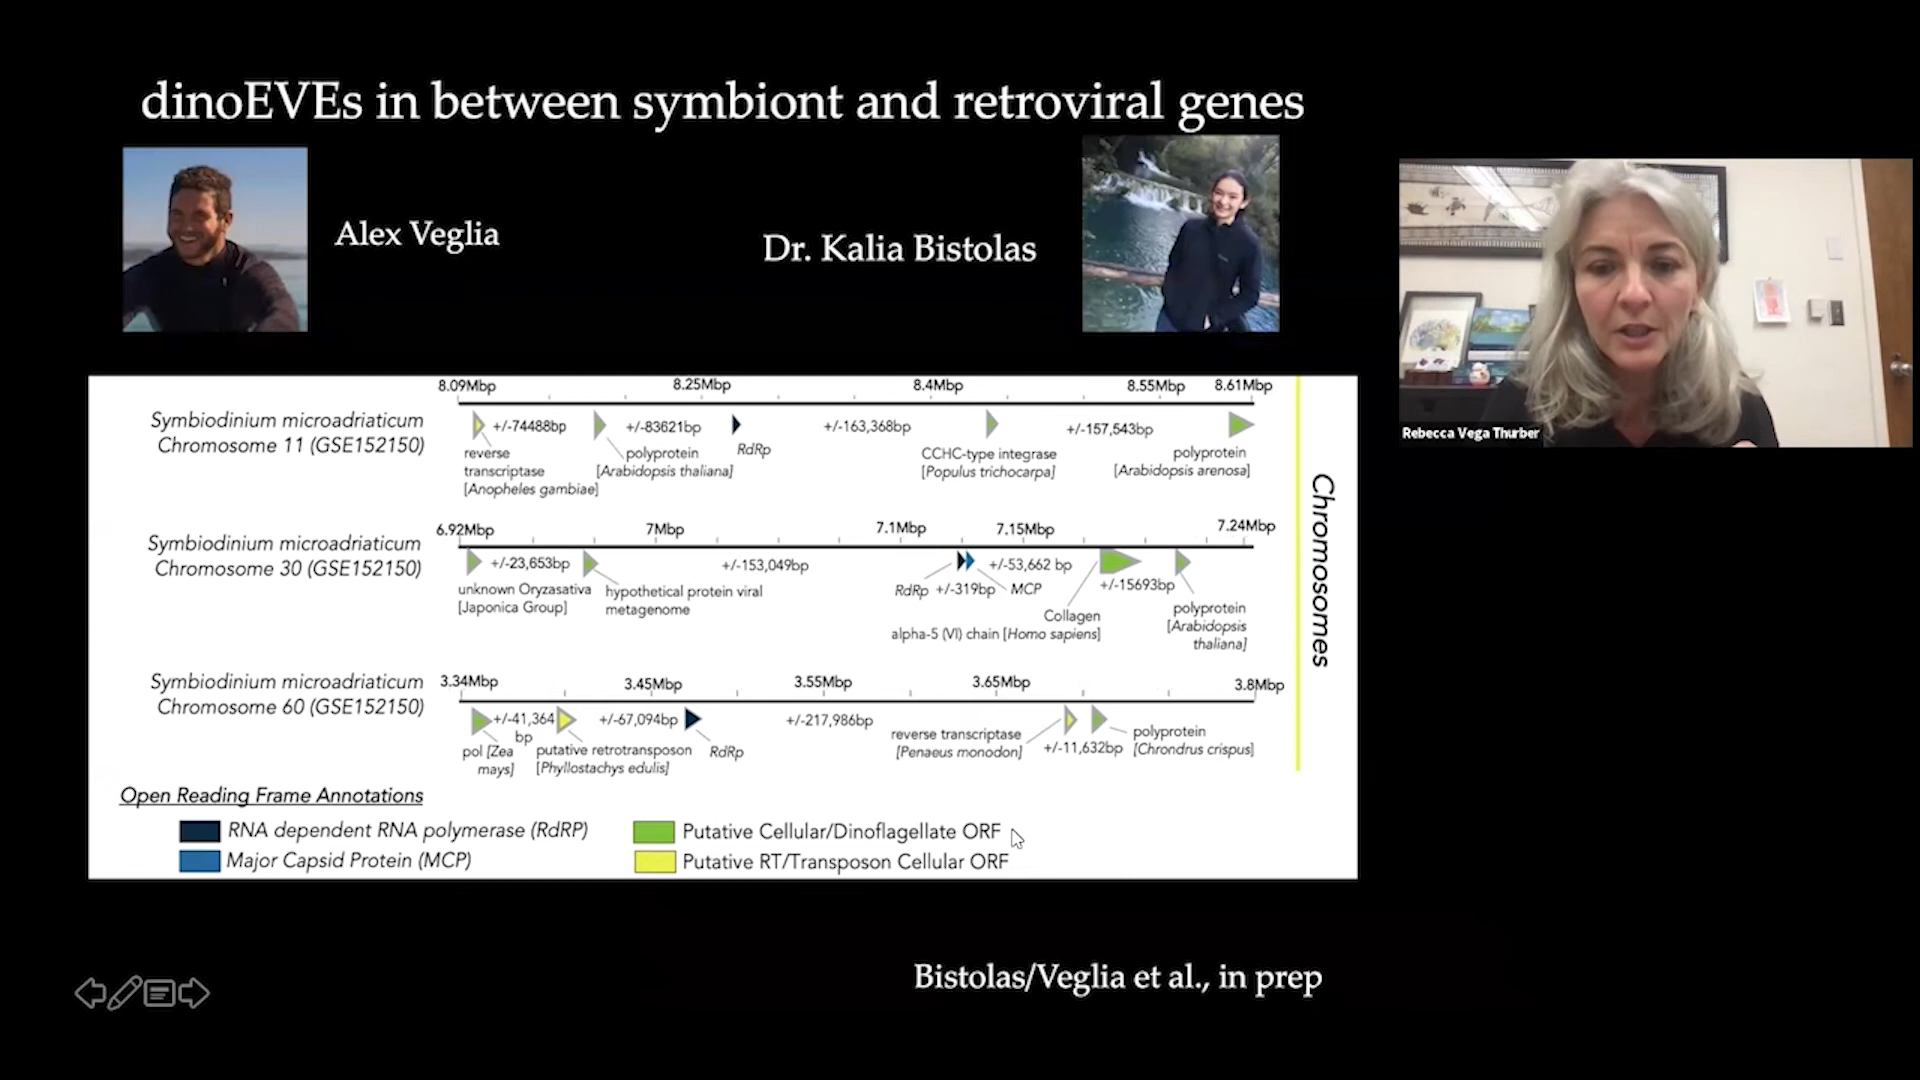 dinoEVEs in between symbiont and retroviral genes
Alex Veglia
Dr. Kalia Bistolas
Rebecca Vega Thurber
8.09Mbp 8.25Mbp 8.4Mbp 8.55Mbp 8.61Mbp
Symbiodinium microadriaticum
Chromosome 11 (GSE152150)
+/-74488bp +/-83621bp +/-163,368bp +/-157,543bp
reverse
transcriptase
[Anopheles gambiae]
polyprotein
[Arabidopsis thaliana]
RdRp
CCHC-type integrase
[Populus trichocarpa]
polyprotein
[Arabidopsis arenosa]
6.92Mbp 7Mbp 7.1Mbp 7.15Mbp 7.24Mbp
Symbiodinium microadriaticum
Chromosome 30 (GSE152150)
+/-23,653bp +/-153,049bp +/-53,662 bp
unknown Oryzasativa
[Japonica Group]
hypothetical protein viral
metagenome
RdRp +/-319bp MCP
+/-15693bp
Collagen
alpha-5 (VI) chain [Homo sapiens]
polyprotein
[Arabidopsis
thaliana]
3.34Mbp 3.45Mbp 3.55Mbp 3.65Mbp 3.8Mbp
Symbiodinium microadriaticum
Chromosome 60 (GSE152150)
+/-41,364
bp
+/-67,094bp +/-217,986bp
pol [Zea
mays]
putative retrotransposon
[Phyllostachys edulis]
RdRp
reverse transcriptase
[Penaeus monodon]
+/-11,632bp
polyprotein
[Chrondrus crispus]
Chromosomes
Open Reading Frame Annotations
RNA dependent RNA polymerase (RdRP)
Major Capsid Protein (MCP)
Putative Cellular/Dinoflagellate ORF
Putative RT/Transposon Cellular ORF
Bistolas/Veglia et al., in prep